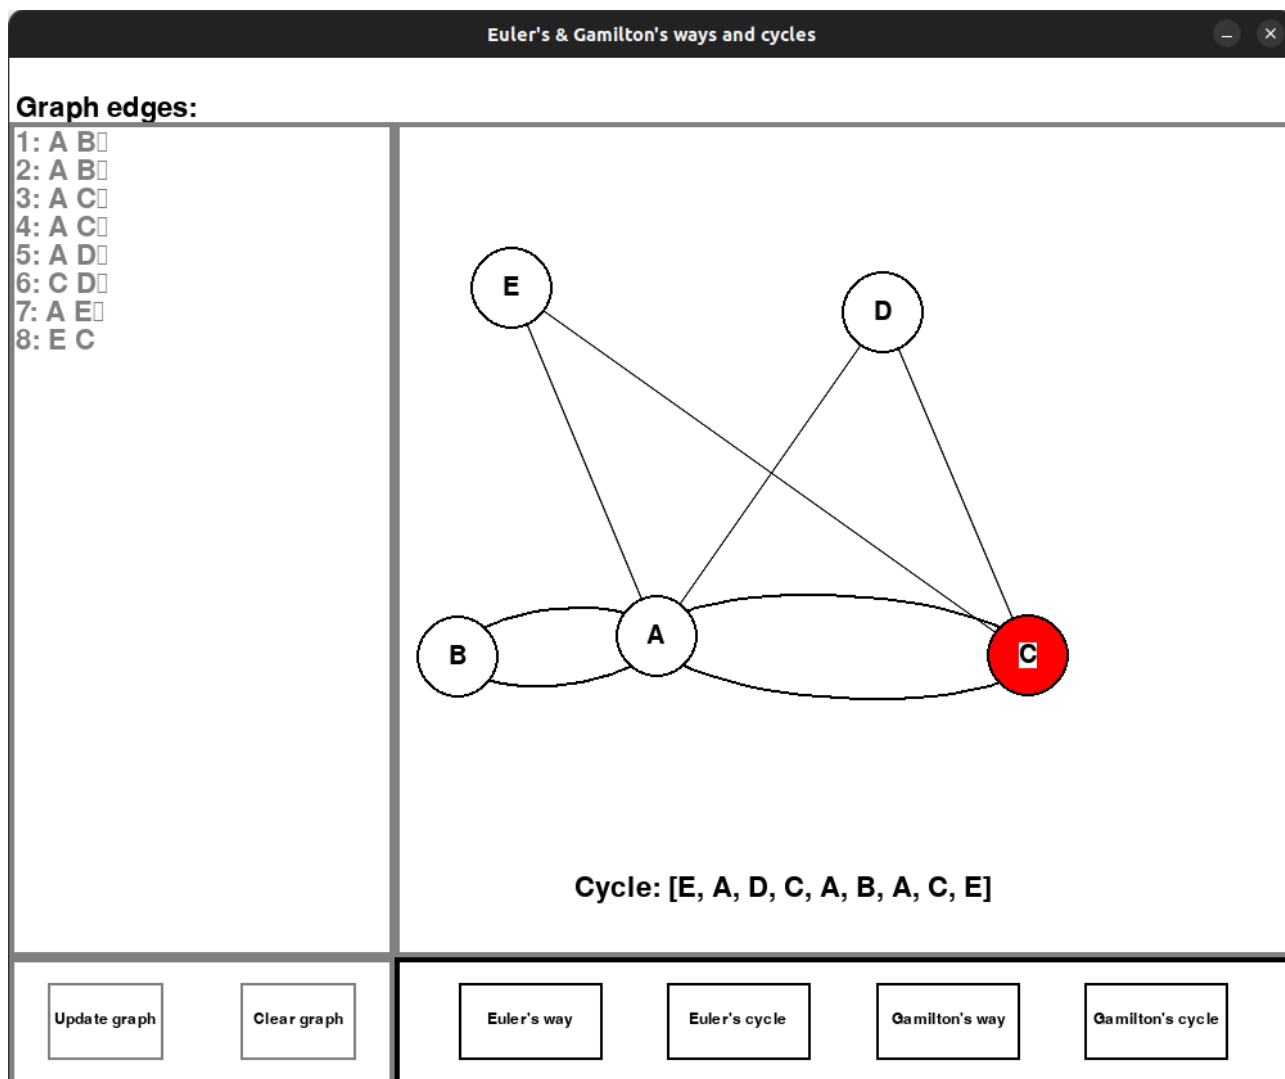 Euler's & Gamilton's ways and cycles
Graph edges:
1: A B
2: A B
3: A C
4: A C
5: A D
6: C D
7: A E
8: E C
E
D
B
A
C
Cycle: [E, A, D, C, A, B, A, C, E]
Update graph
Clear graph
Euler's way
Euler's cycle
Gamilton's way
Gamilton's cycle